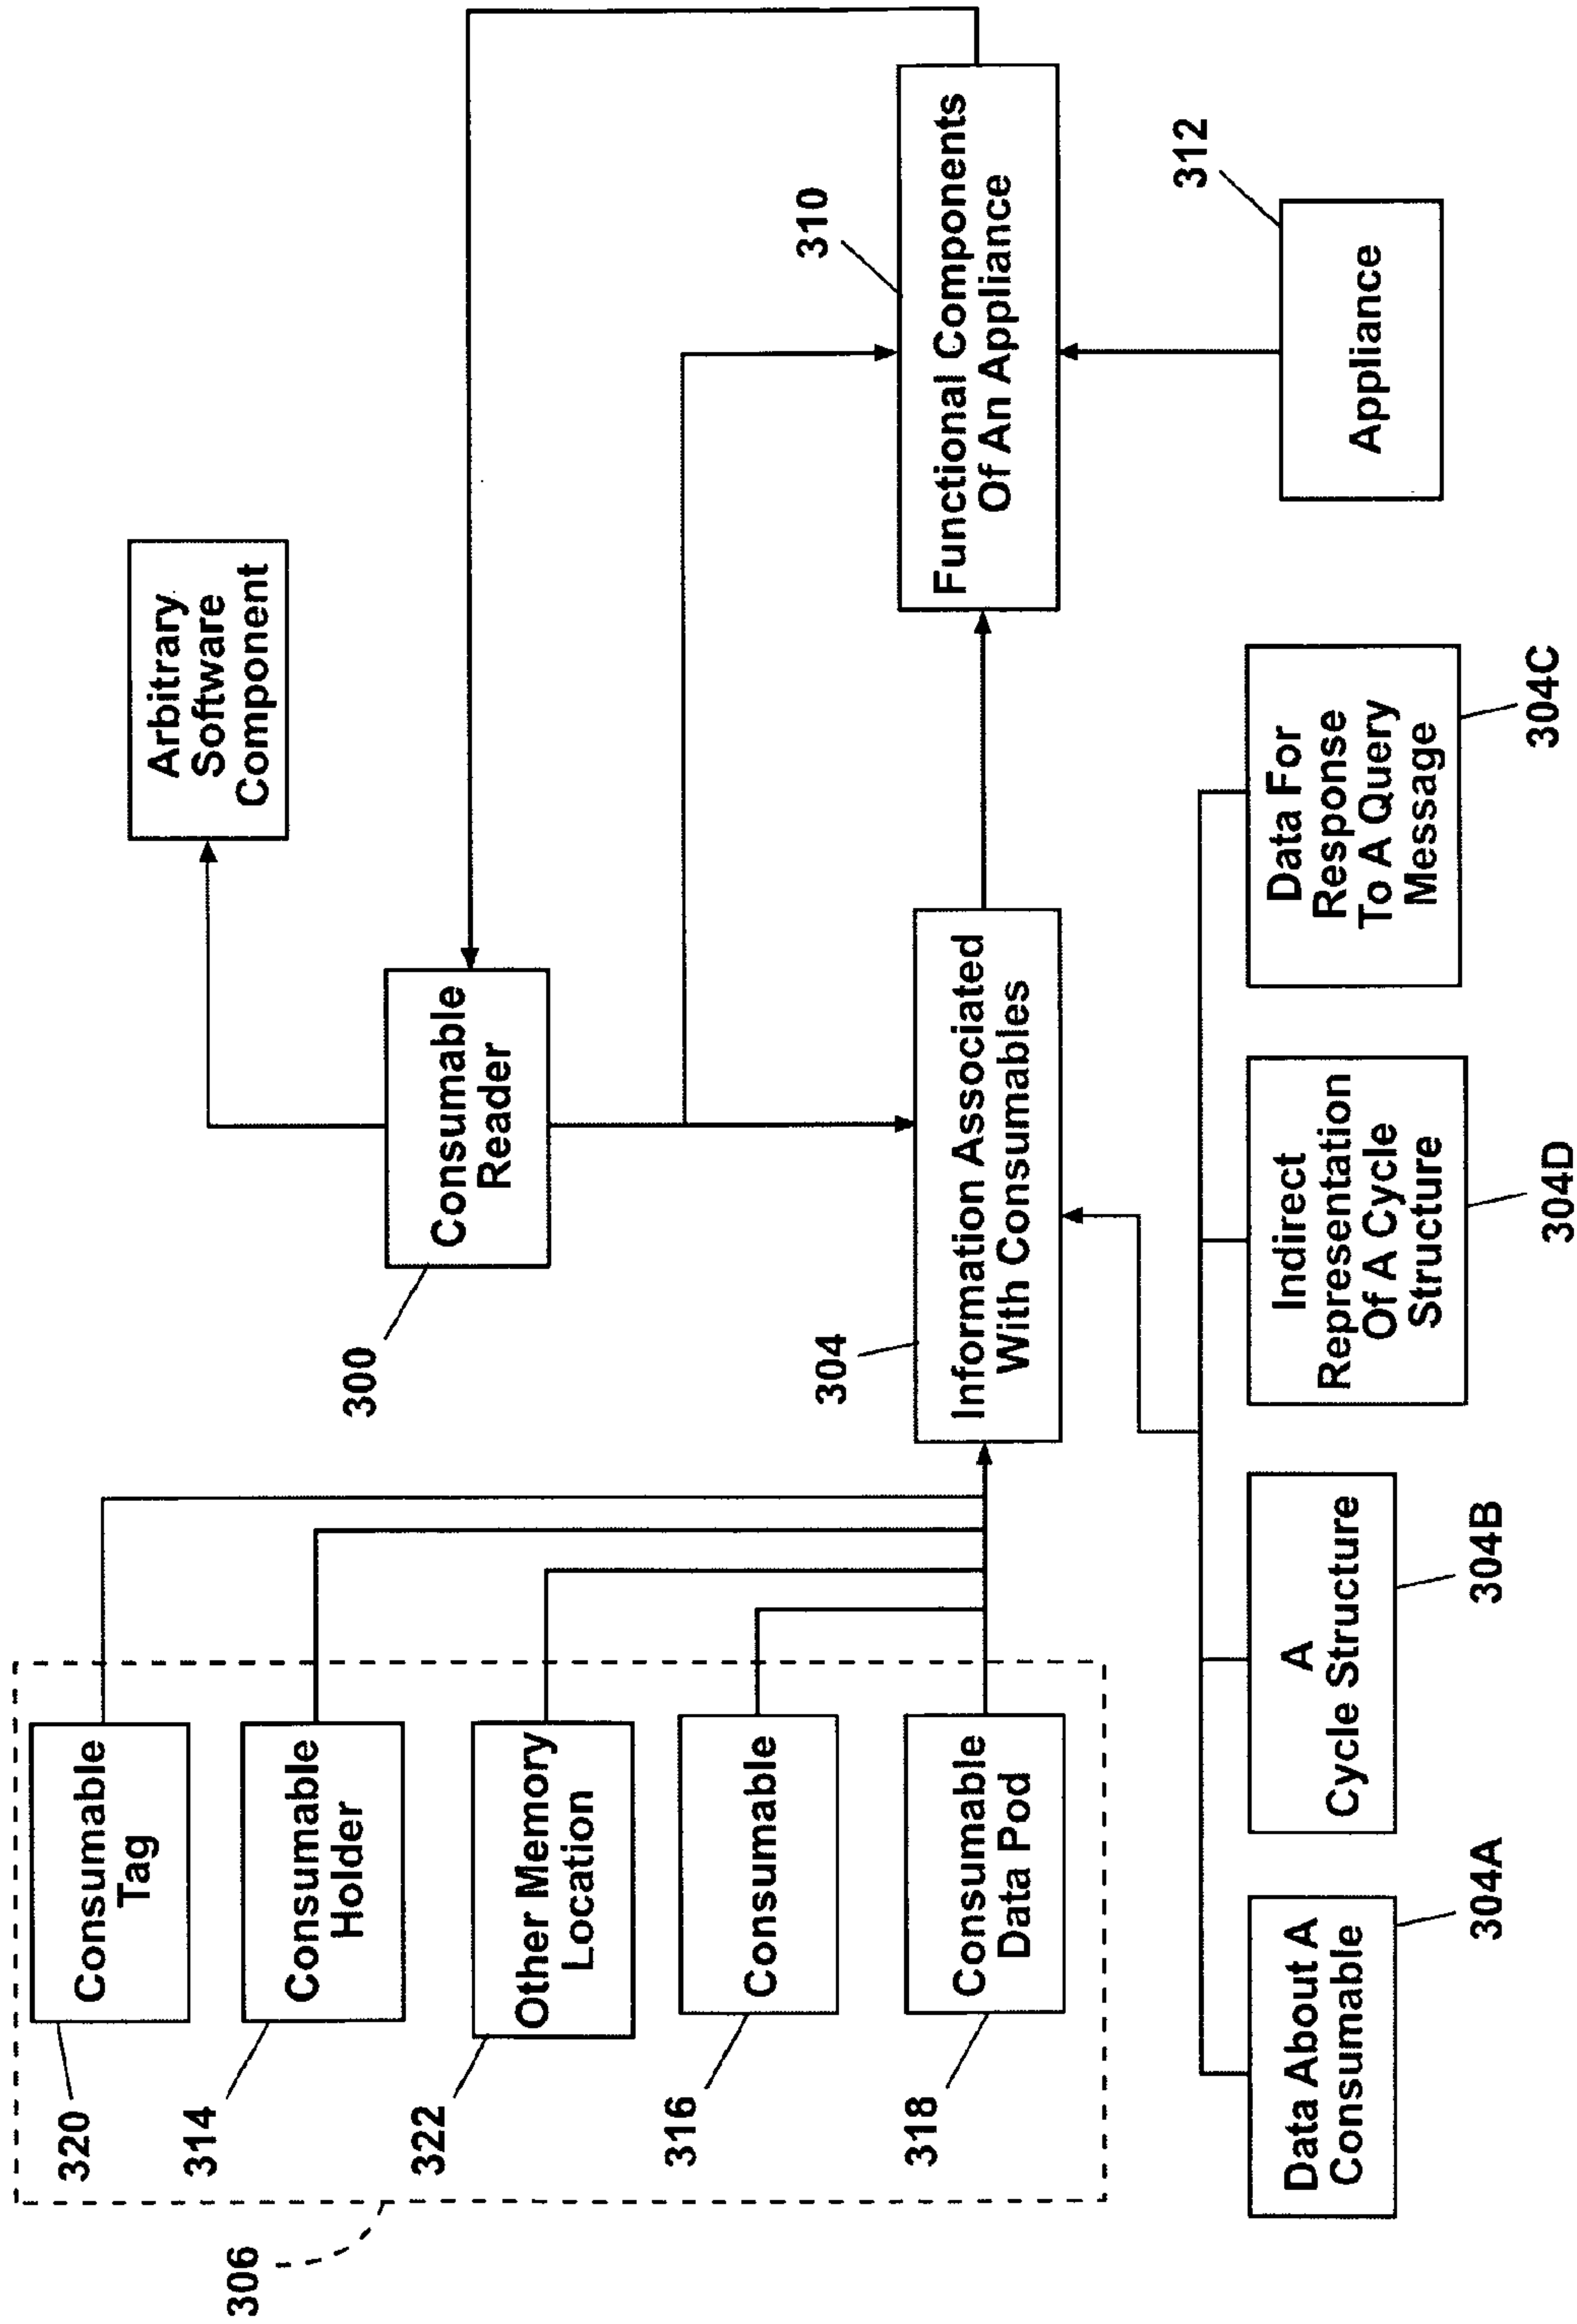 306
320
Consumable
Tag
314
Consumable
Holder
322
Other Memory
Location
316
Consumable
318
Consumable
Data Pod
Arbitrary
Software
Component
300
Consumable
Reader
304
Information Associated
With Consumables
310
Functional Components
Of An Appliance
312
Appliance
Data About A
Consumable
304A
A
Cycle Structure
304B
Indirect
Representation
Of A Cycle
Structure
304D
Data For
Response
To A Query
Message
304C